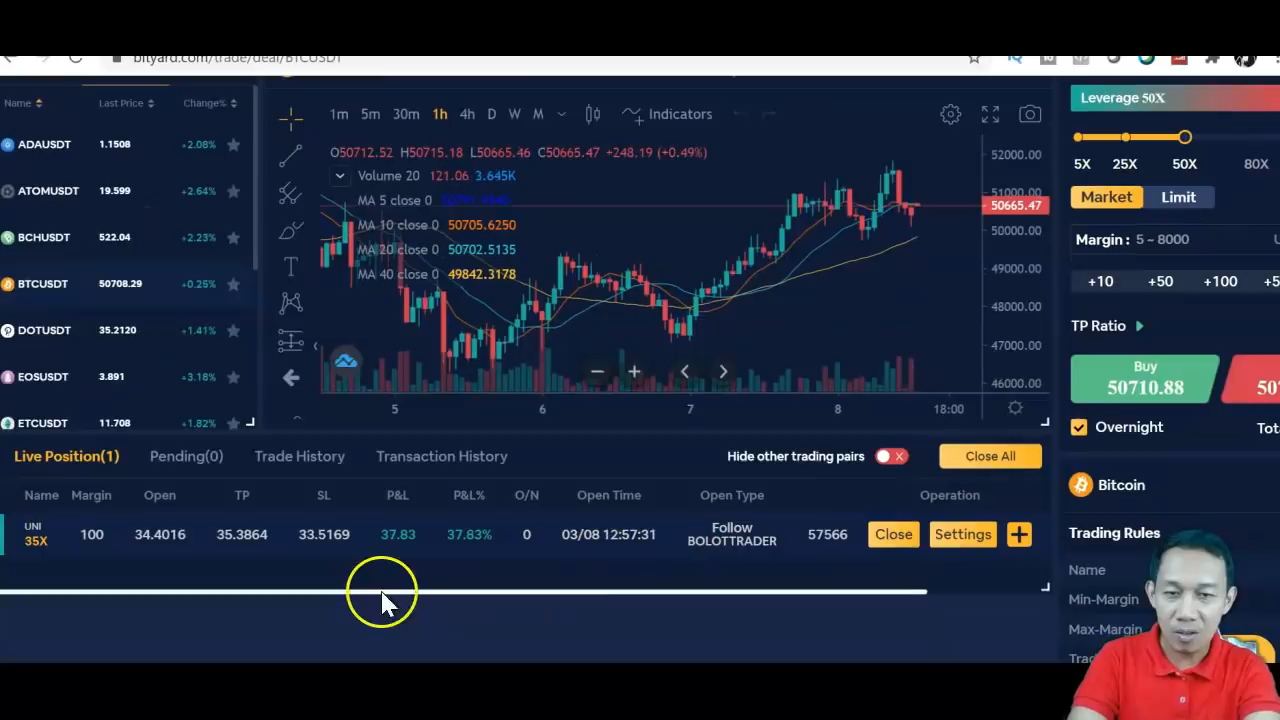 bityard.com/trade/deal/BTCUSDT
Name Last Price Change%
ADAUSDT 1.1508 +2.08%
ATOMUSDT 19.599 +2.64%
BCHUSDT 522.04 +2.23%
BTCUSDT 50708.29 +0.25%
DOTUSDT 35.2120 +1.41%
EOSUSDT 3.891 +3.18%
ETCUSDT 11.708 +1.82%
1m 5m 30m 1h 4h D W M Indicators
O50712.52 H50715.18 L50665.46 C50665.47 +248.19 (+0.49%)
Volume 20 121.06 3.645K
MA 5 close 0
MA 10 close 0 50705.6250
MA 20 close 0 50702.5135
MA 40 close 0 49842.3178
52000.00
51000.00
50665.47
50000.00
49000.00
48000.00
47000.00
46000.00
5 6 7 8 18:00
Leverage 50X
5X 25X 50X 80X
Market Limit
Margin : 5 ~ 8000
+10 +50 +100 +5
TP Ratio
Buy
50710.88
50
Overnight Tot
Bitcoin
Trading Rules
Name
Min-Margin
Max-Margin
Trad
Live Position(1) Pending(0) Trade History Transaction History Hide other trading pairs X Close All
Name Margin Open TP SL P&L P&L% O/N Open Time Open Type Operation
UNI
35X 100 34.4016 35.3864 33.5169 37.83 37.83% 0 03/08 12:57:31 Follow BOLOTTRADER 57566 Close Settings +